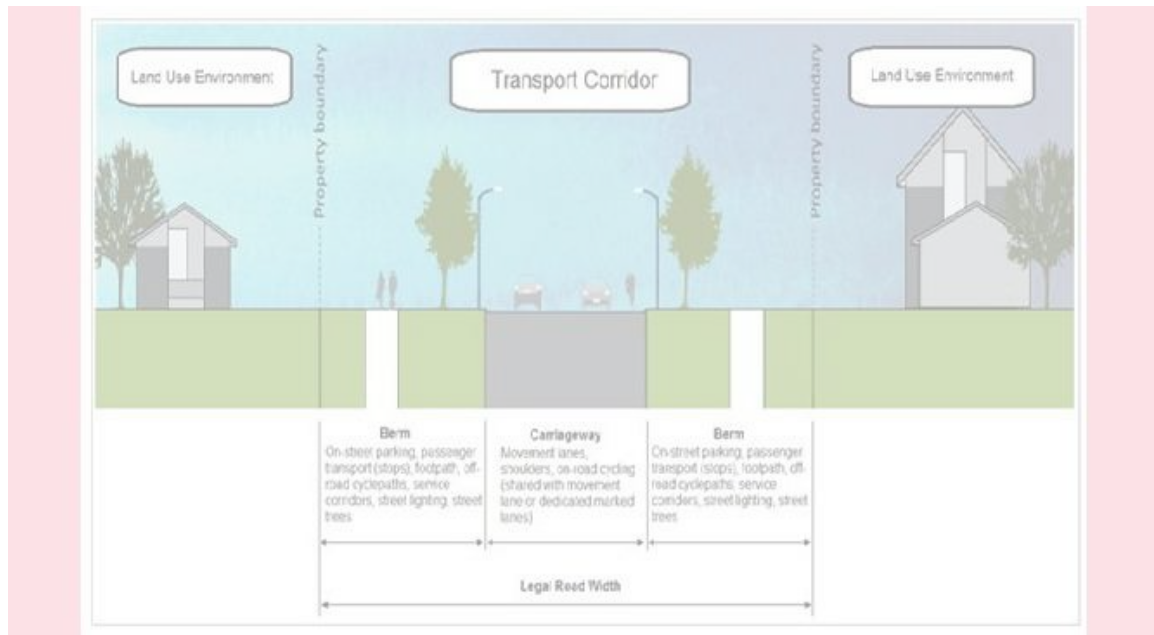 Land Use Environment
Transport Corridor
Land Use Environment
Property boundary
Property boundary
Berm
On-street parking, passenger
transport (stops), footpath, off-
road cyclepaths, service
corridors, street lighting, street
trees
Carriageway
Movement lanes,
shoulders, on-road cycling
(shared with movement
lane or dedicated marked
lanes)
Berm
On-street parking, passenger
transport (stops), footpath, off-
road cyclepaths, service
corridors, street lighting, street
trees
Legal Road Width